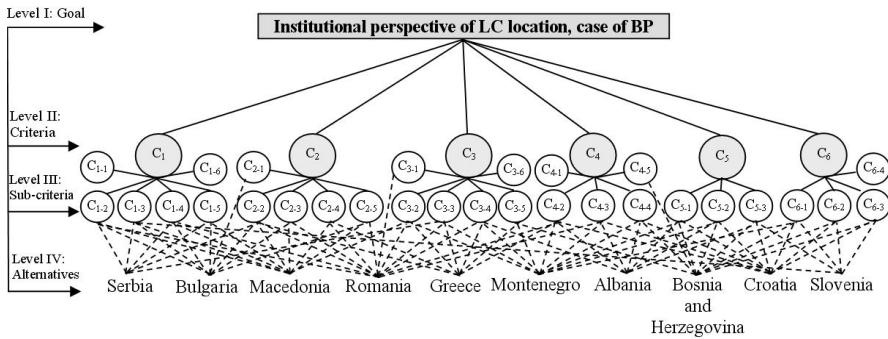 Level I: Goal
Institutional perspective of LC location, case of BP
Level II:
Criteria
C1 C2 C3 C4 C5 C6
C1-1 C1-6 C2-1 C3-1 C3-6 C4-1 C4-5 C6-4
Level III:
Sub-criteria
C1-2 C1-3 C1-4 C1-5 C2-2 C2-3 C2-4 C2-5 C3-2 C3-3 C3-4 C3-5 C4-2 C4-3 C4-4 C5-1 C5-2 C5-3 C6-1 C6-2 C6-3
Level IV:
Alternatives
Serbia Bulgaria Macedonia Romania Greece Montenegro Albania Bosnia and Herzegovina Croatia Slovenia